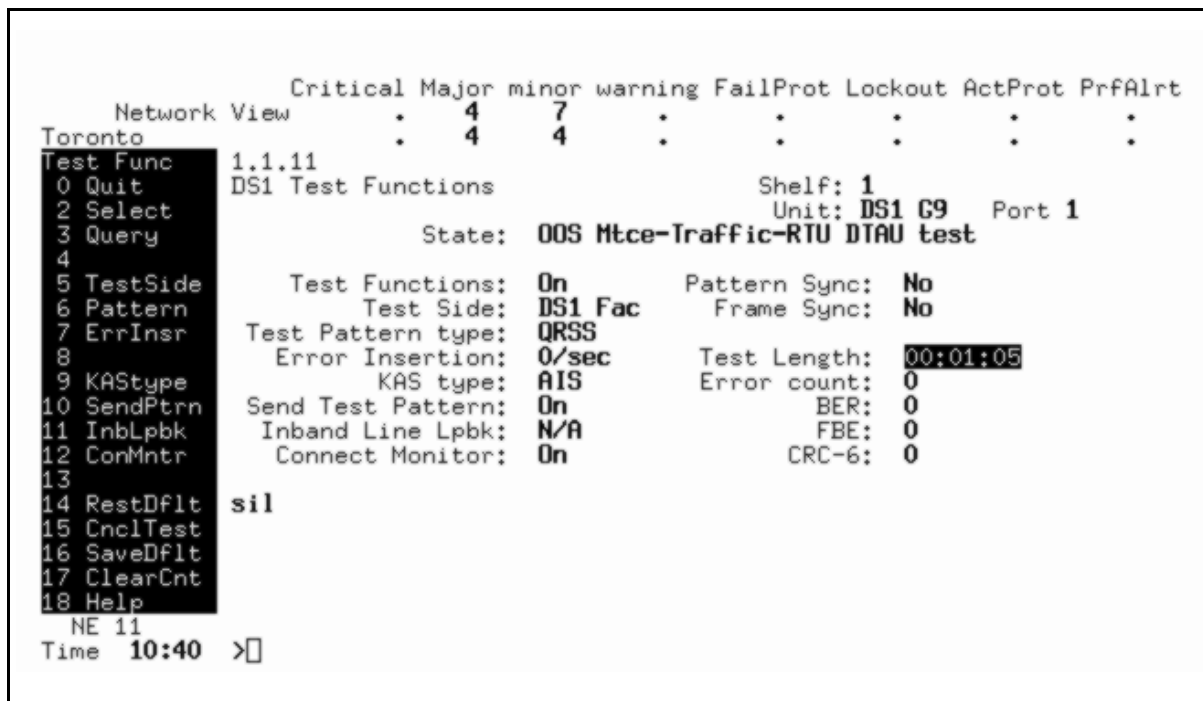 Critical Major minor warning FailProt Lockout ActProt PrfAlrt
Network View . 4 7 . . . . .
Toronto . 4 4 . . . . .
Test Func 1.1.11
0 Quit DS1 Test Functions Shelf: 1
2 Select Unit: DS1 G9 Port 1
3 Query State: OOS Mtce-Traffic-RTU DTAU test
4
5 TestSide Test Functions: On Pattern Sync: No
6 Pattern Test Side: DS1 Fac Frame Sync: No
7 ErrInsr Test Pattern type: QRSS
8 Error Insertion: 0/sec Test Length: 00:01:05
9 KAStype KAS type: AIS Error count: 0
10 SendPtrn Send Test Pattern: On BER: 0
11 InbLpbk Inband Line Lpbk: N/A FBE: 0
12 ConMntr Connect Monitor: On CRC-6: 0
13
14 RestDflt sil
15 CnclTest
16 SaveDflt
17 ClearCnt
18 Help
NE 11
Time 10:40 >